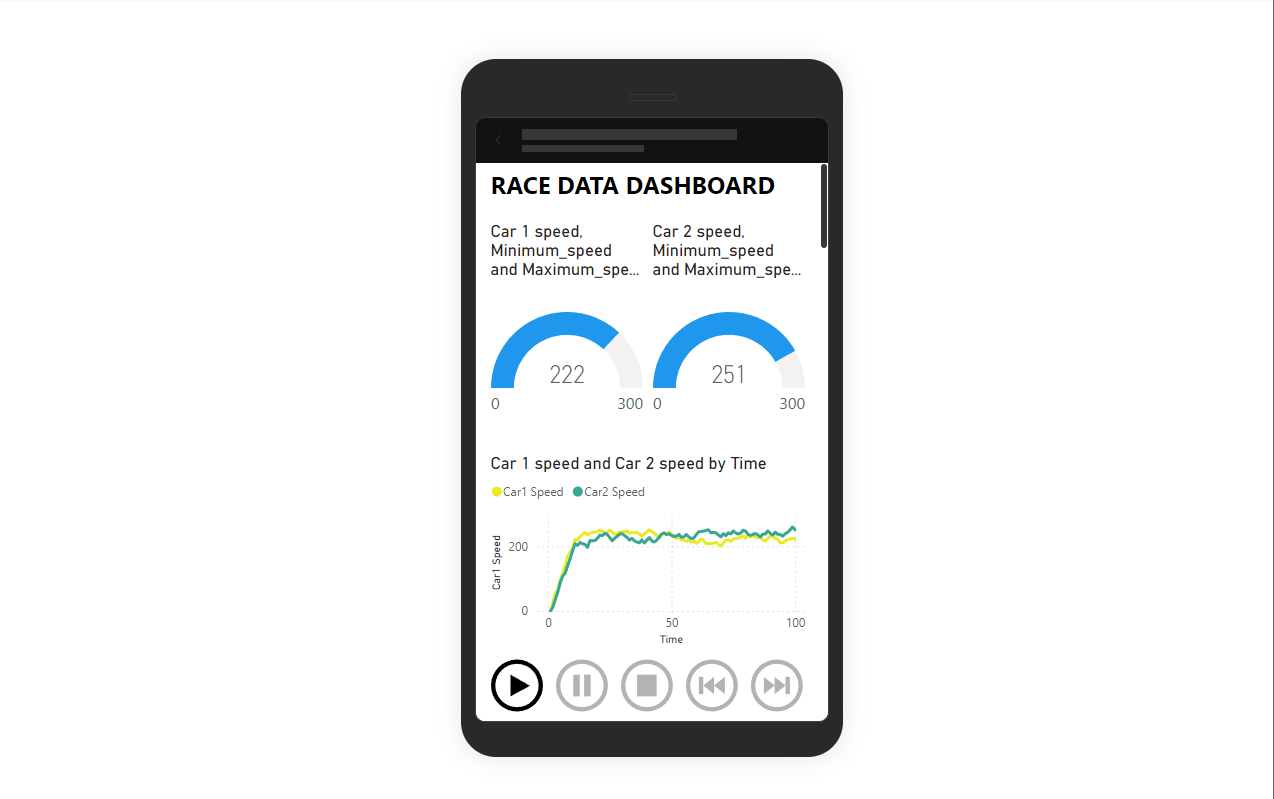 RACE DATA DASHBOARD
Car 1 speed,
Minimum_speed
and Maximum_spe...
Car 2 speed,
Minimum_speed
and Maximum_spe...
222
0
300
251
0
300
Car 1 speed and Car 2 speed by Time
Car1 Speed
Car2 Speed
Car1 Speed
200
0
0
50
100
Time